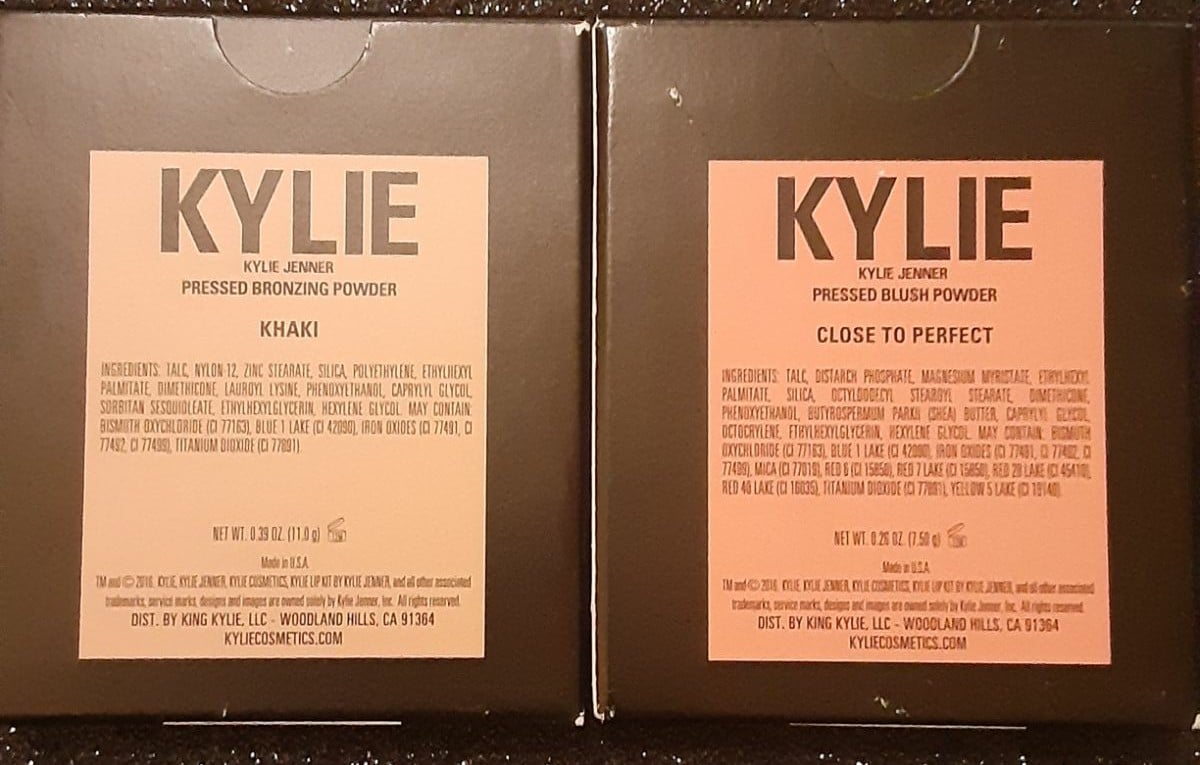 KYLIE
KYLIE JENNER
PRESSED BRONZING POWDER
KHAKI
INGREDIENTS: TALC, NYLON-12, ZINC STEARATE, SILICA, POLYETHYLENE, ETHYLHEXYL
PALMITATE, DIMETHICONE, LAUROYL LYSINE, PHENOXYETHANOL, CAPRYLYL GLYCOL,
SORBITAN SESQUIOLEATE, ETHYLHEXYLGLYCERIN, HEXYLENE GLYCOL. MAY CONTAIN:
BISMUTH OXYCHLORIDE (CI 77163), BLUE 1 LAKE (CI 42090), IRON OXIDES (CI 77491, CI
77492, CI 77499), TITANIUM DIOXIDE (CI 77891)
NET WT. 0.39 OZ. (11.0 g)
Made in U.S.A.
TM and © 2016. KYLIE, KYLIE JENNER, KYLIE COSMETICS, KYLIE LIP KIT BY KYLIE JENNER, and all other associated
trademarks, service marks, designs and images are owned solely by Kylie Jenner, Inc. All rights reserved.
DIST. BY KING KYLIE, LLC - WOODLAND HILLS, CA 91364
KYLIECOSMETICS.COM
KYLIE
KYLIE JENNER
PRESSED BLUSH POWDER
CLOSE TO PERFECT
INGREDIENTS: TALC, DISTARCH PHOSPHATE, MAGNESIUM MYRISTATE, ETHYLHEXYL
PALMITATE, SILICA, OCTYLDODECYL STEAROYL STEARATE, DIMETHICONE,
PHENOXYETHANOL, BUTYROSPERMUM PARKII (SHEA) BUTTER, CAPRYLYL GLYCOL,
OCTOCRYLENE, ETHYLHEXYLGLYCERIN, HEXYLENE GLYCOL. MAY CONTAIN: BISMUTH
OXYCHLORIDE (CI 77163), BLUE 1 LAKE (CI 42090), IRON OXIDES (CI 77491, CI 77492, CI
77499), MICA (CI 77019), RED 6 (CI 15850), RED 7 LAKE (CI 15850), RED 28 LAKE (CI 45410),
RED 40 LAKE (CI 16035), TITANIUM DIOXIDE (CI 77891), YELLOW 5 LAKE (CI 19140)
NET WT. 0.26 OZ. (7.50 g)
Made in U.S.A.
TM and © 2016. KYLIE, KYLIE JENNER, KYLIE COSMETICS, KYLIE LIP KIT BY KYLIE JENNER, and all other associated
trademarks, service marks, designs and images are owned solely by Kylie Jenner, Inc. All rights reserved.
DIST. BY KING KYLIE, LLC - WOODLAND HILLS, CA 91364
KYLIECOSMETICS.COM